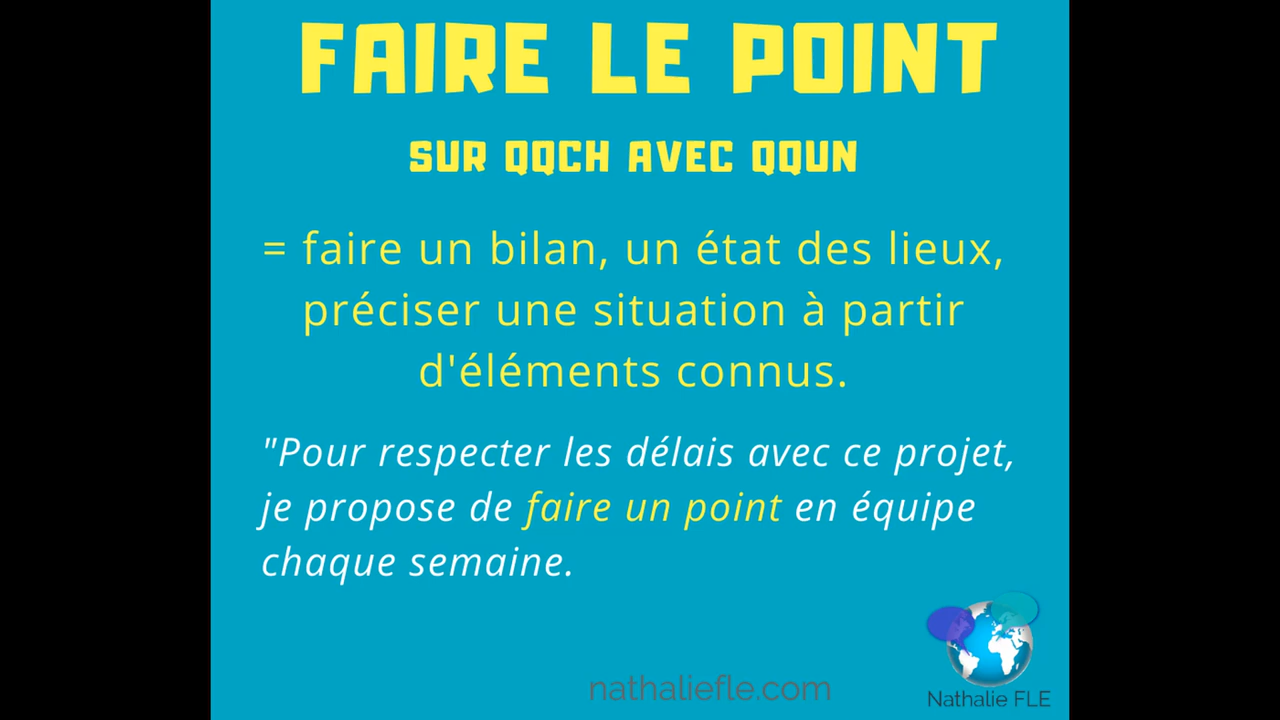 FAIRE LE POINT
SUR QQCH AVEC QQUN
= faire un bilan, un état des lieux,
préciser une situation à partir
d'éléments connus.
"Pour respecter les délais avec ce projet,
je propose de faire un point en équipe
chaque semaine.
nathaliefle.com
Nathalie FLE